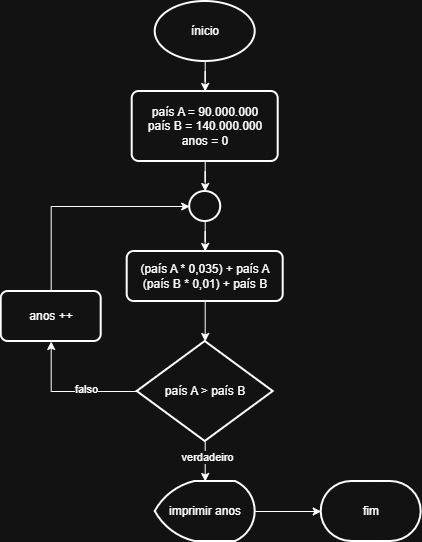 ínicio
país A = 90.000.000
país B = 140.000.000
anos = 0
(país A * 0,035) + país A
(país B * 0,01) + país B
anos ++
país A > país B
falso
verdadeiro
imprimir anos
fim